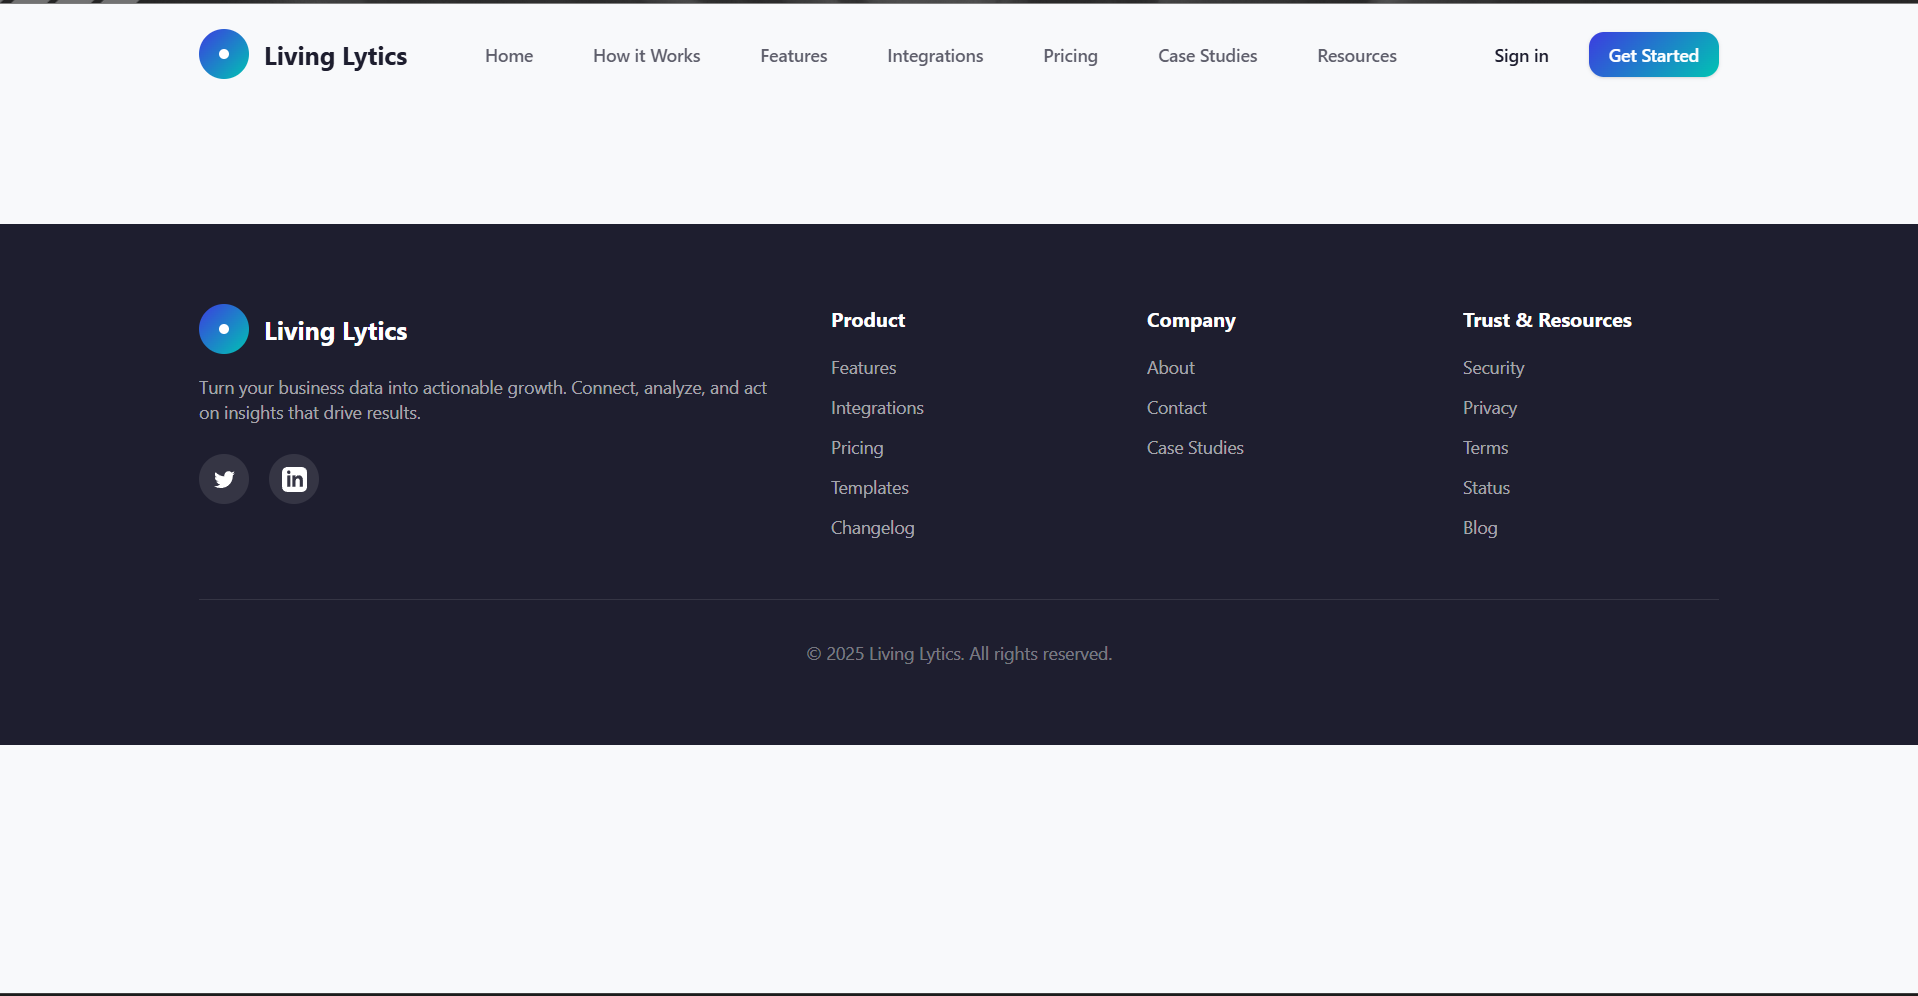 Living Lytics
Home
How it Works
Features
Integrations
Pricing
Case Studies
Resources
Sign in
Get Started
Living Lytics
Turn your business data into actionable growth. Connect, analyze, and act
on insights that drive results.
in
Product
Features
Integrations
Pricing
Templates
Changelog
Company
About
Contact
Case Studies
Trust & Resources
Security
Privacy
Terms
Status
Blog
© 2025 Living Lytics. All rights reserved.